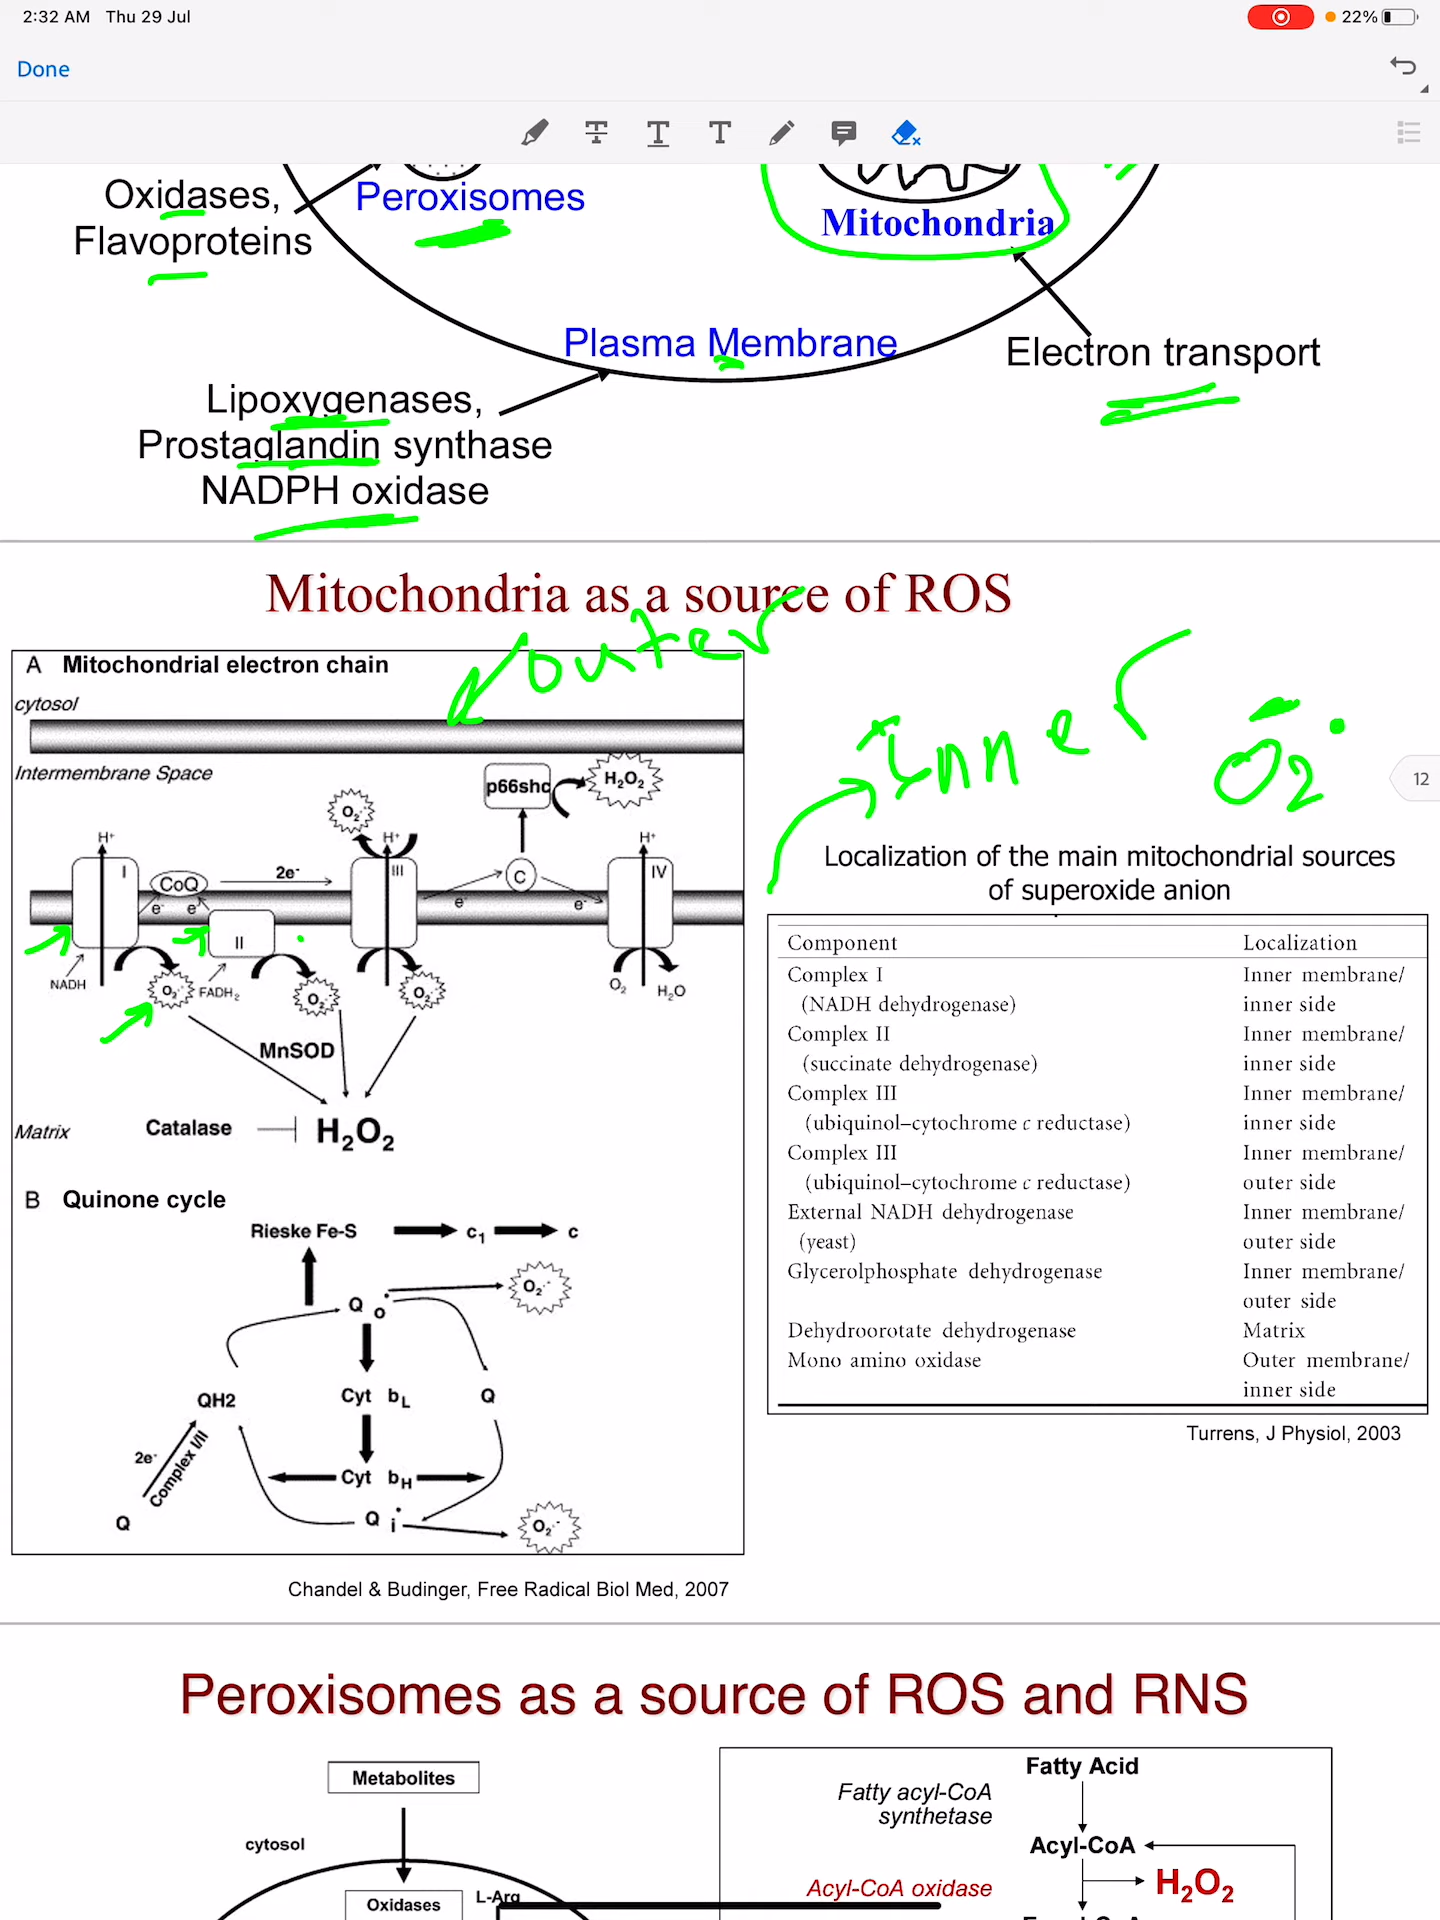 2:32 AM Thu 29 Jul
22%
Done
Oxidases,
Flavoproteins
Peroxisomes
Mitochondria
Plasma Membrane
Electron transport
Lipoxygenases,
Prostaglandin synthase
NADPH oxidase
Mitochondria as a source of ROS
outer
Inner
O2
12
A Mitochondrial electron chain
cytosol
Intermembrane Space
p66shc
H2O2
O2·-
H+
H+
H+
I
CoQ
2e-
III
C
IV
e-
e-
e-
e-
II
NADH
O2·-
FADH2
O2·-
O2·-
O2
H2O
MnSOD
Matrix
Catalase
H2O2
B Quinone cycle
Rieske Fe-S
c1
c
Qo·
O2·-
QH2
Cyt bL
Q
2e-
Complex I/II
Cyt bH
Q
Qi·
O2·-
Chandel & Budinger, Free Radical Biol Med, 2007
Localization of the main mitochondrial sources
of superoxide anion
Component Localization
Complex I Inner membrane/
(NADH dehydrogenase) inner side
Complex II Inner membrane/
(succinate dehydrogenase) inner side
Complex III Inner membrane/
(ubiquinol–cytochrome c reductase) inner side
Complex III Inner membrane/
(ubiquinol–cytochrome c reductase) outer side
External NADH dehydrogenase Inner membrane/
(yeast) outer side
Glycerolphosphate dehydrogenase Inner membrane/
outer side
Dehydroorotate dehydrogenase Matrix
Mono amino oxidase Outer membrane/
inner side
Turrens, J Physiol, 2003
Peroxisomes as a source of ROS and RNS
Metabolites
cytosol
Oxidases
L-Arg
Fatty Acid
Fatty acyl-CoA
synthetase
Acyl-CoA
Acyl-CoA oxidase
H2O2